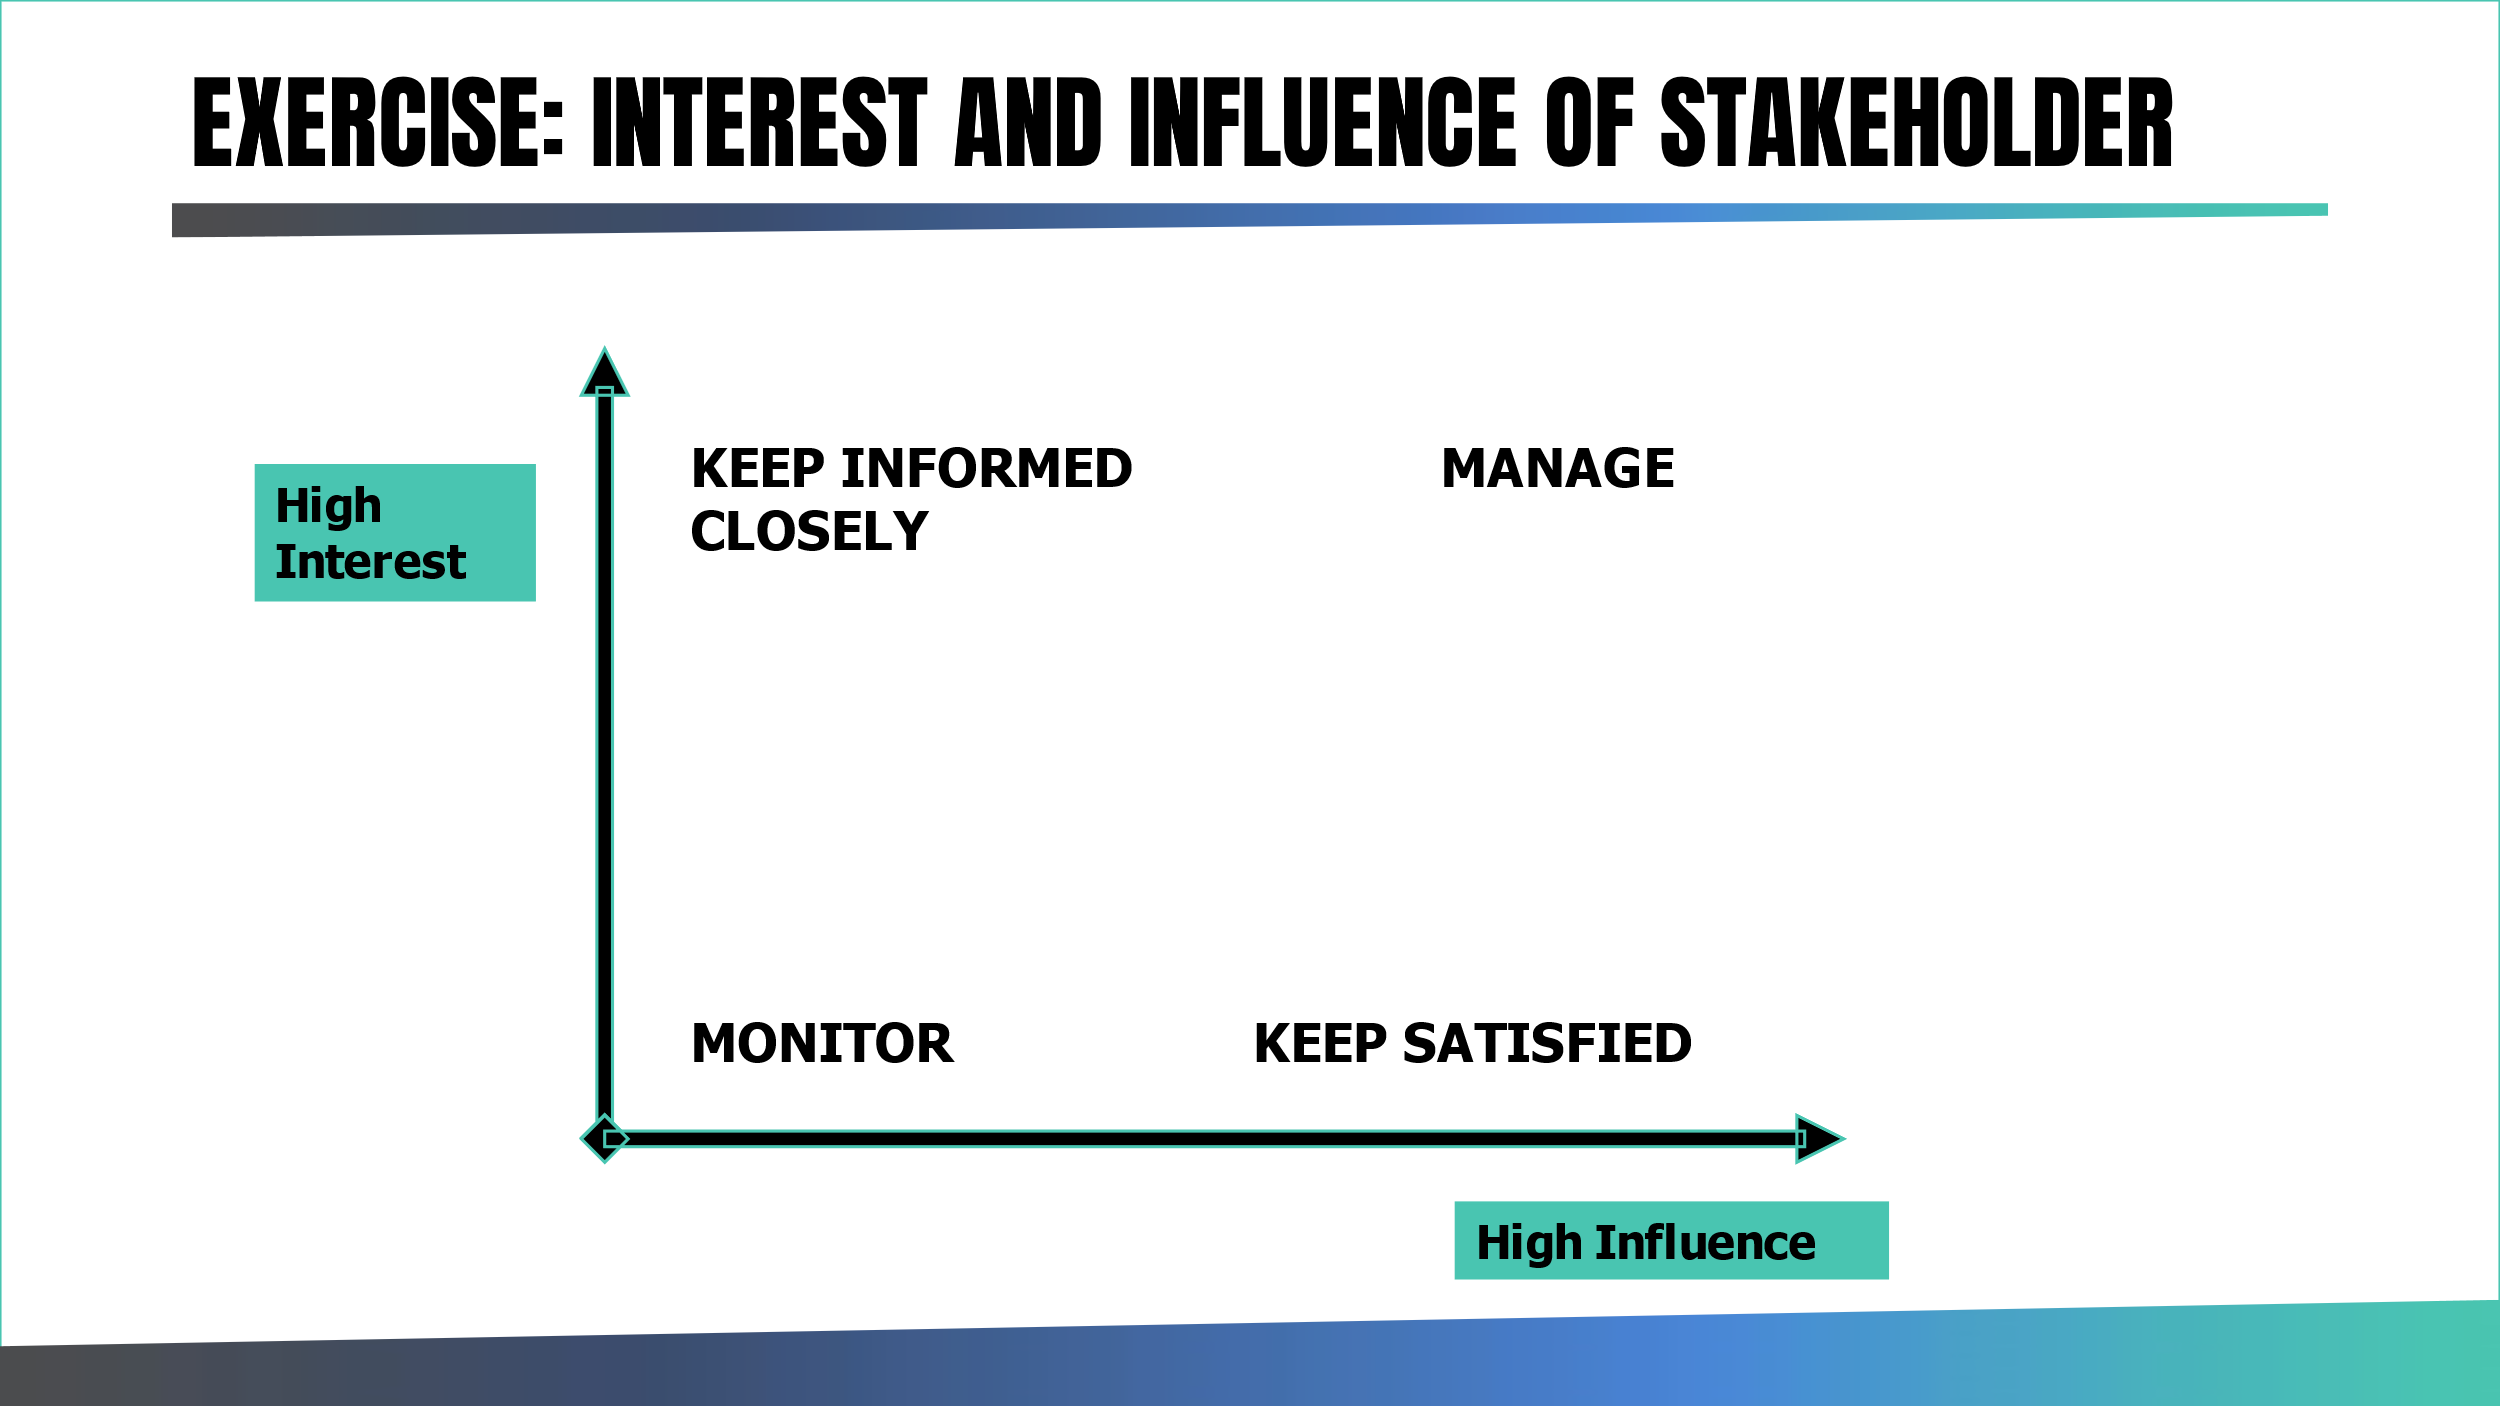 EXERCISE: INTEREST AND INFLUENCE OF STAKEHOLDER
KEEP INFORMED
CLOSELY
MANAGE
High
Interest
MONITOR
KEEP SATISFIED
High Influence